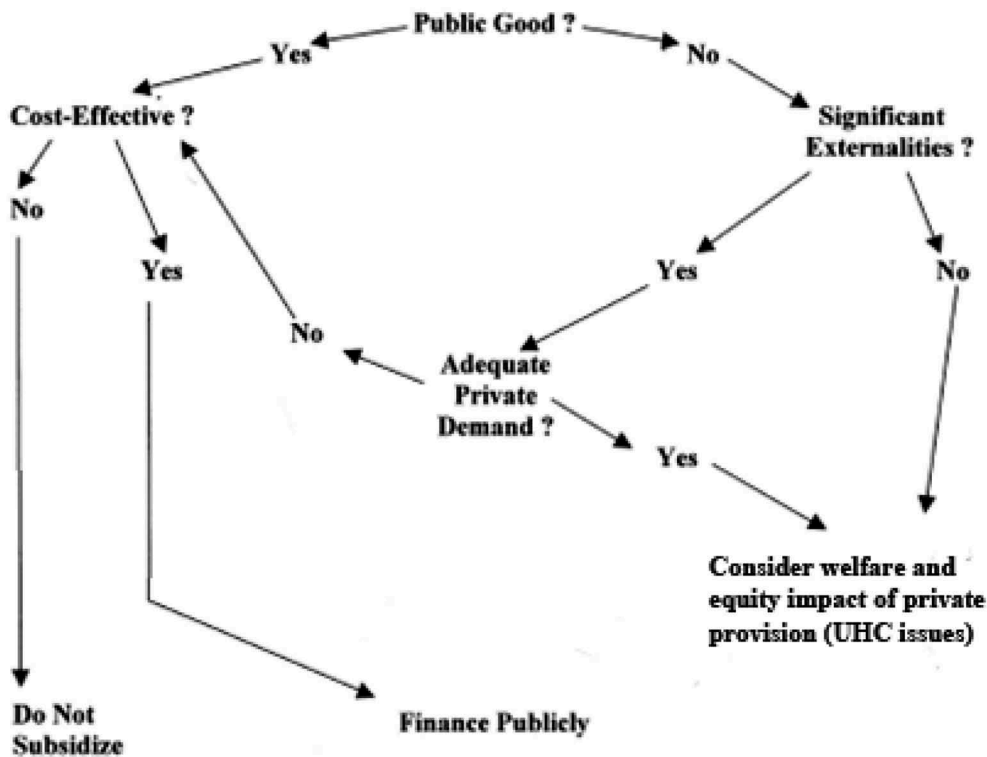 Public Good ?
Yes
No
Cost-Effective ?
Significant
Externalities ?
No
Yes
Yes
No
No
Adequate
Private
Demand ?
Yes
Consider welfare and
equity impact of private
provision (UHC issues)
Do Not
Subsidize
Finance Publicly